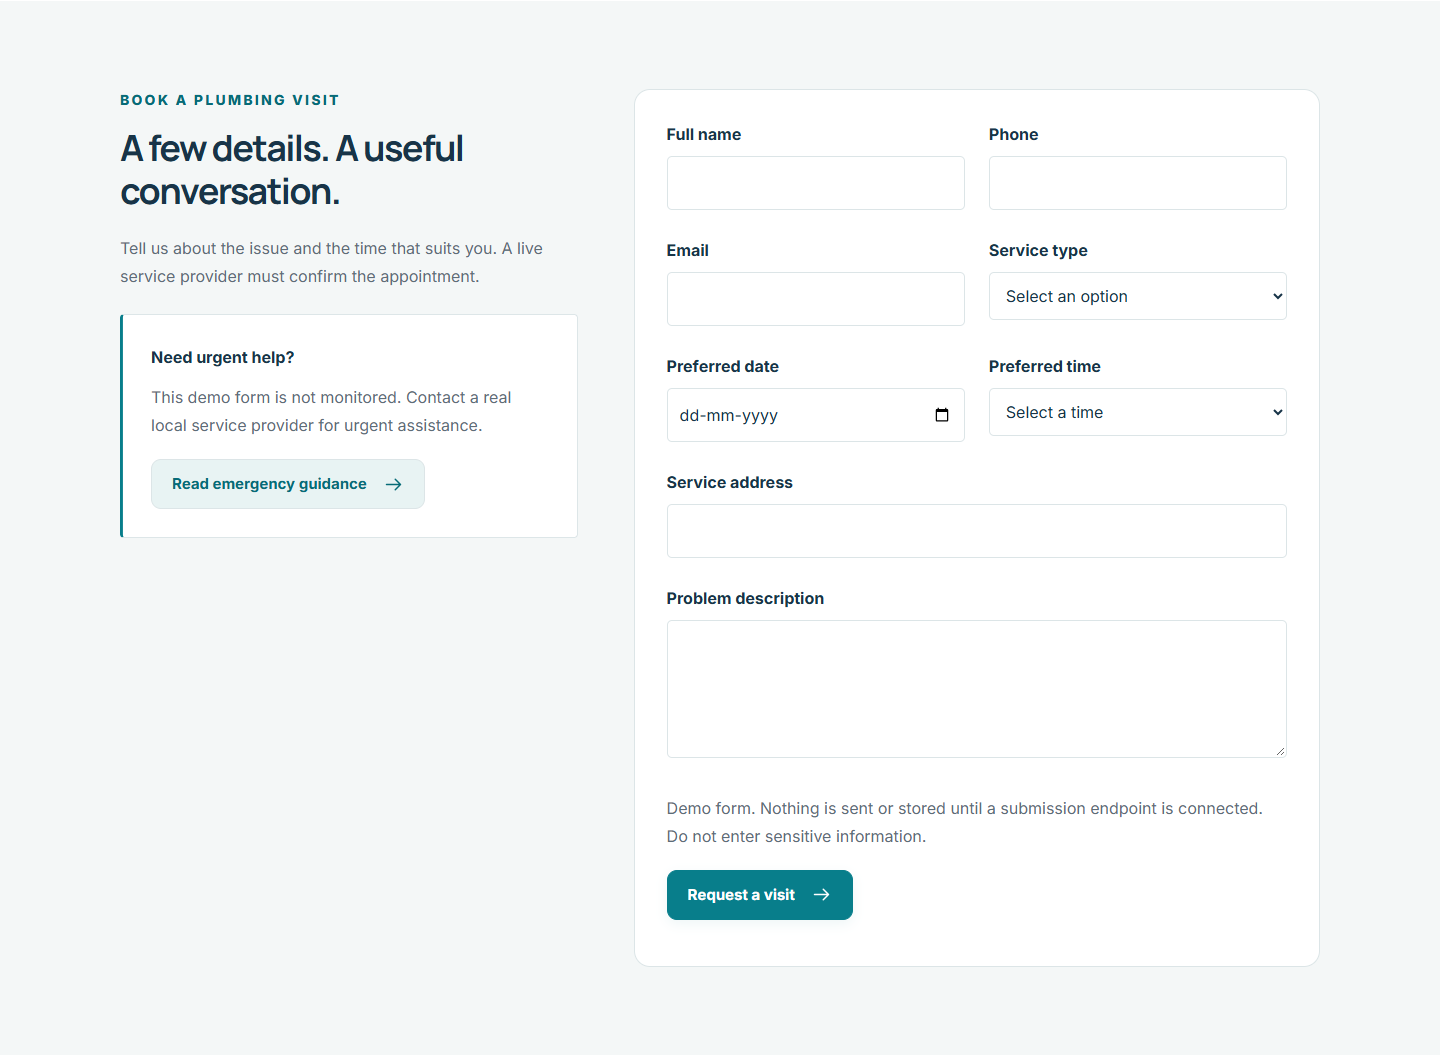 BOOK A PLUMBING VISIT
A few details. A useful
conversation.
Tell us about the issue and the time that suits you. A live
service provider must confirm the appointment.
Need urgent help?
This demo form is not monitored. Contact a real
local service provider for urgent assistance.
Read emergency guidance
Full name
Phone
Email
Service type
Select an option
Preferred date
Preferred time
dd-mm-yyyy
Select a time
Service address
Problem description
Demo form. Nothing is sent or stored until a submission endpoint is connected.
Do not enter sensitive information.
Request a visit